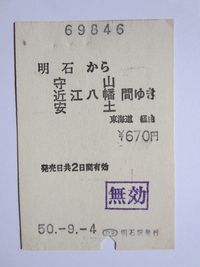 69846
明石から
守山
近江八幡 間ゆき
安土
東海道 経由
¥670円
発売日共2日間有効
無効
50.-9.-4
明石駅発行